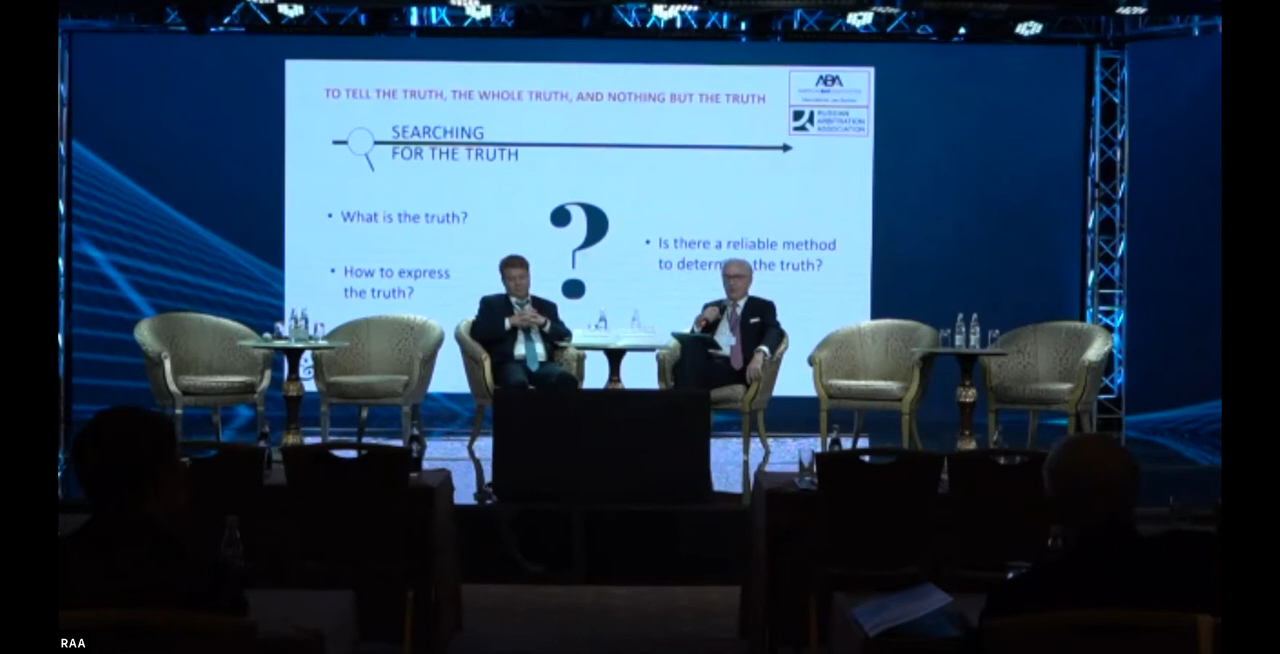 TO TELL THE TRUTH, THE WHOLE TRUTH, AND NOTHING BUT THE TRUTH
ABA
RUSSIAN
ARBITRATION
ASSOCIATION
SEARCHING
FOR THE TRUTH
• What is the truth?
• How to express
the truth?
?
• Is there a reliable method
to the truth?
RAA